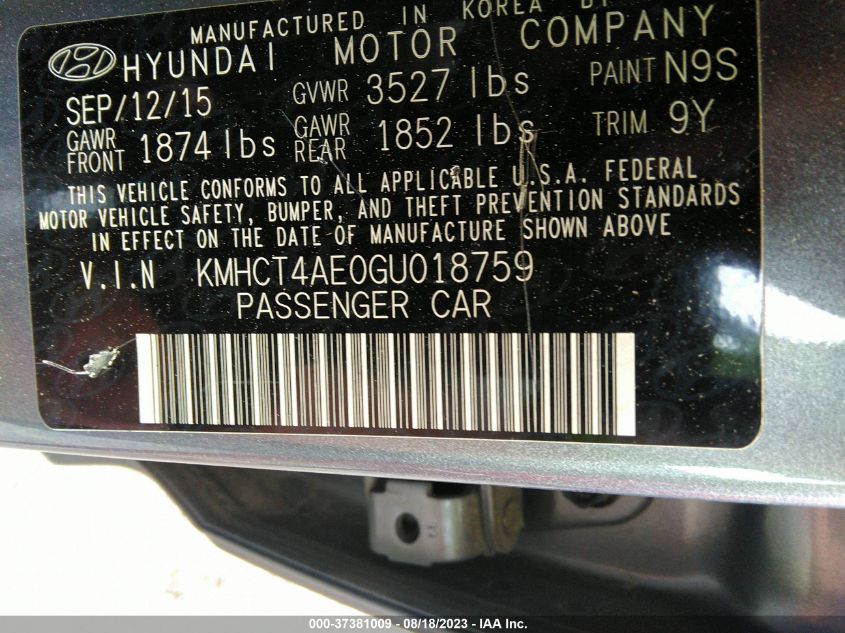 MANUFACTURED IN KOREA BY
HYUNDAI MOTOR COMPANY
SEP/12/15 GVWR 3527 lbs PAINT N9S
GAWR FRONT 1874 lbs GAWR REAR 1852 lbs TRIM 9Y
THIS VEHICLE CONFORMS TO ALL APPLICABLE U.S.A. FEDERAL
MOTOR VEHICLE SAFETY, BUMPER, AND THEFT PREVENTION STANDARDS
IN EFFECT ON THE DATE OF MANUFACTURE SHOWN ABOVE
V.I.N KMHCT4AE0GU018759
PASSENGER CAR
000-37381009 - 08/18/2023 - IAA Inc.